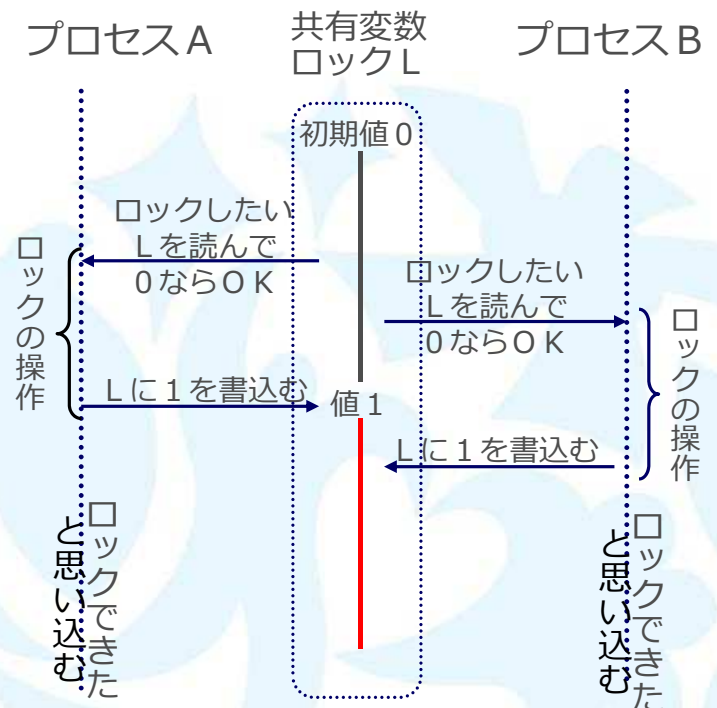 プロセスA
共有変数
ロックL
プロセスB
初期値0
ロックしたい
Lを読んで
0ならOK
ロックの操作
ロックしたい
Lを読んで
0ならOK
ロックの操作
Lに1を書込む
値1
Lに1を書込む
ロックできた
と思い込む
ロックできた
と思い込む